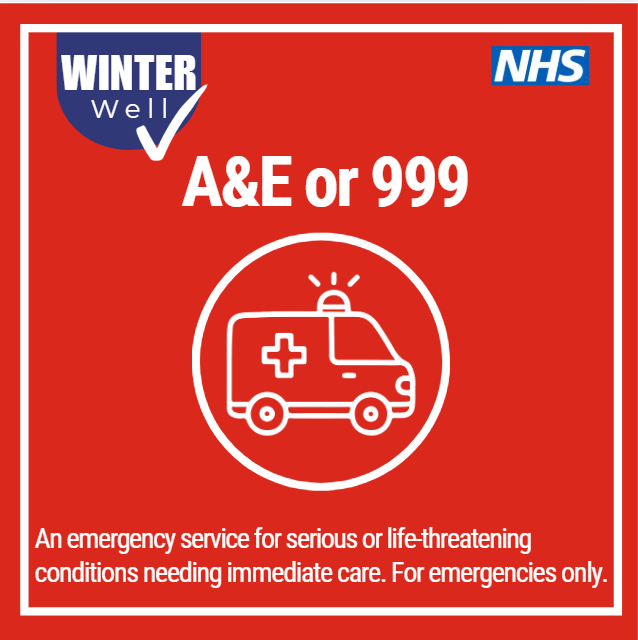 WINTER
Well
NHS
A&E or 999
An emergency service for serious or life-threatening
conditions needing immediate care. For emergencies only.